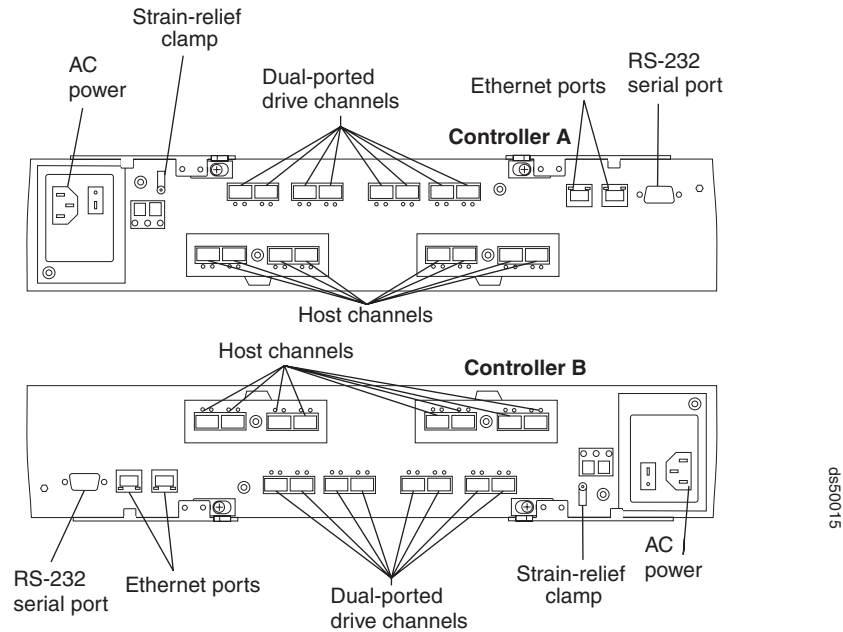 Strain-relief
clamp
AC
power
Dual-ported
drive channels
Ethernet ports
RS-232
serial port
Controller A
Host channels
Host channels
Controller B
RS-232
serial port
Ethernet ports
Dual-ported
drive channels
Strain-relief
clamp
AC
power
ds50015